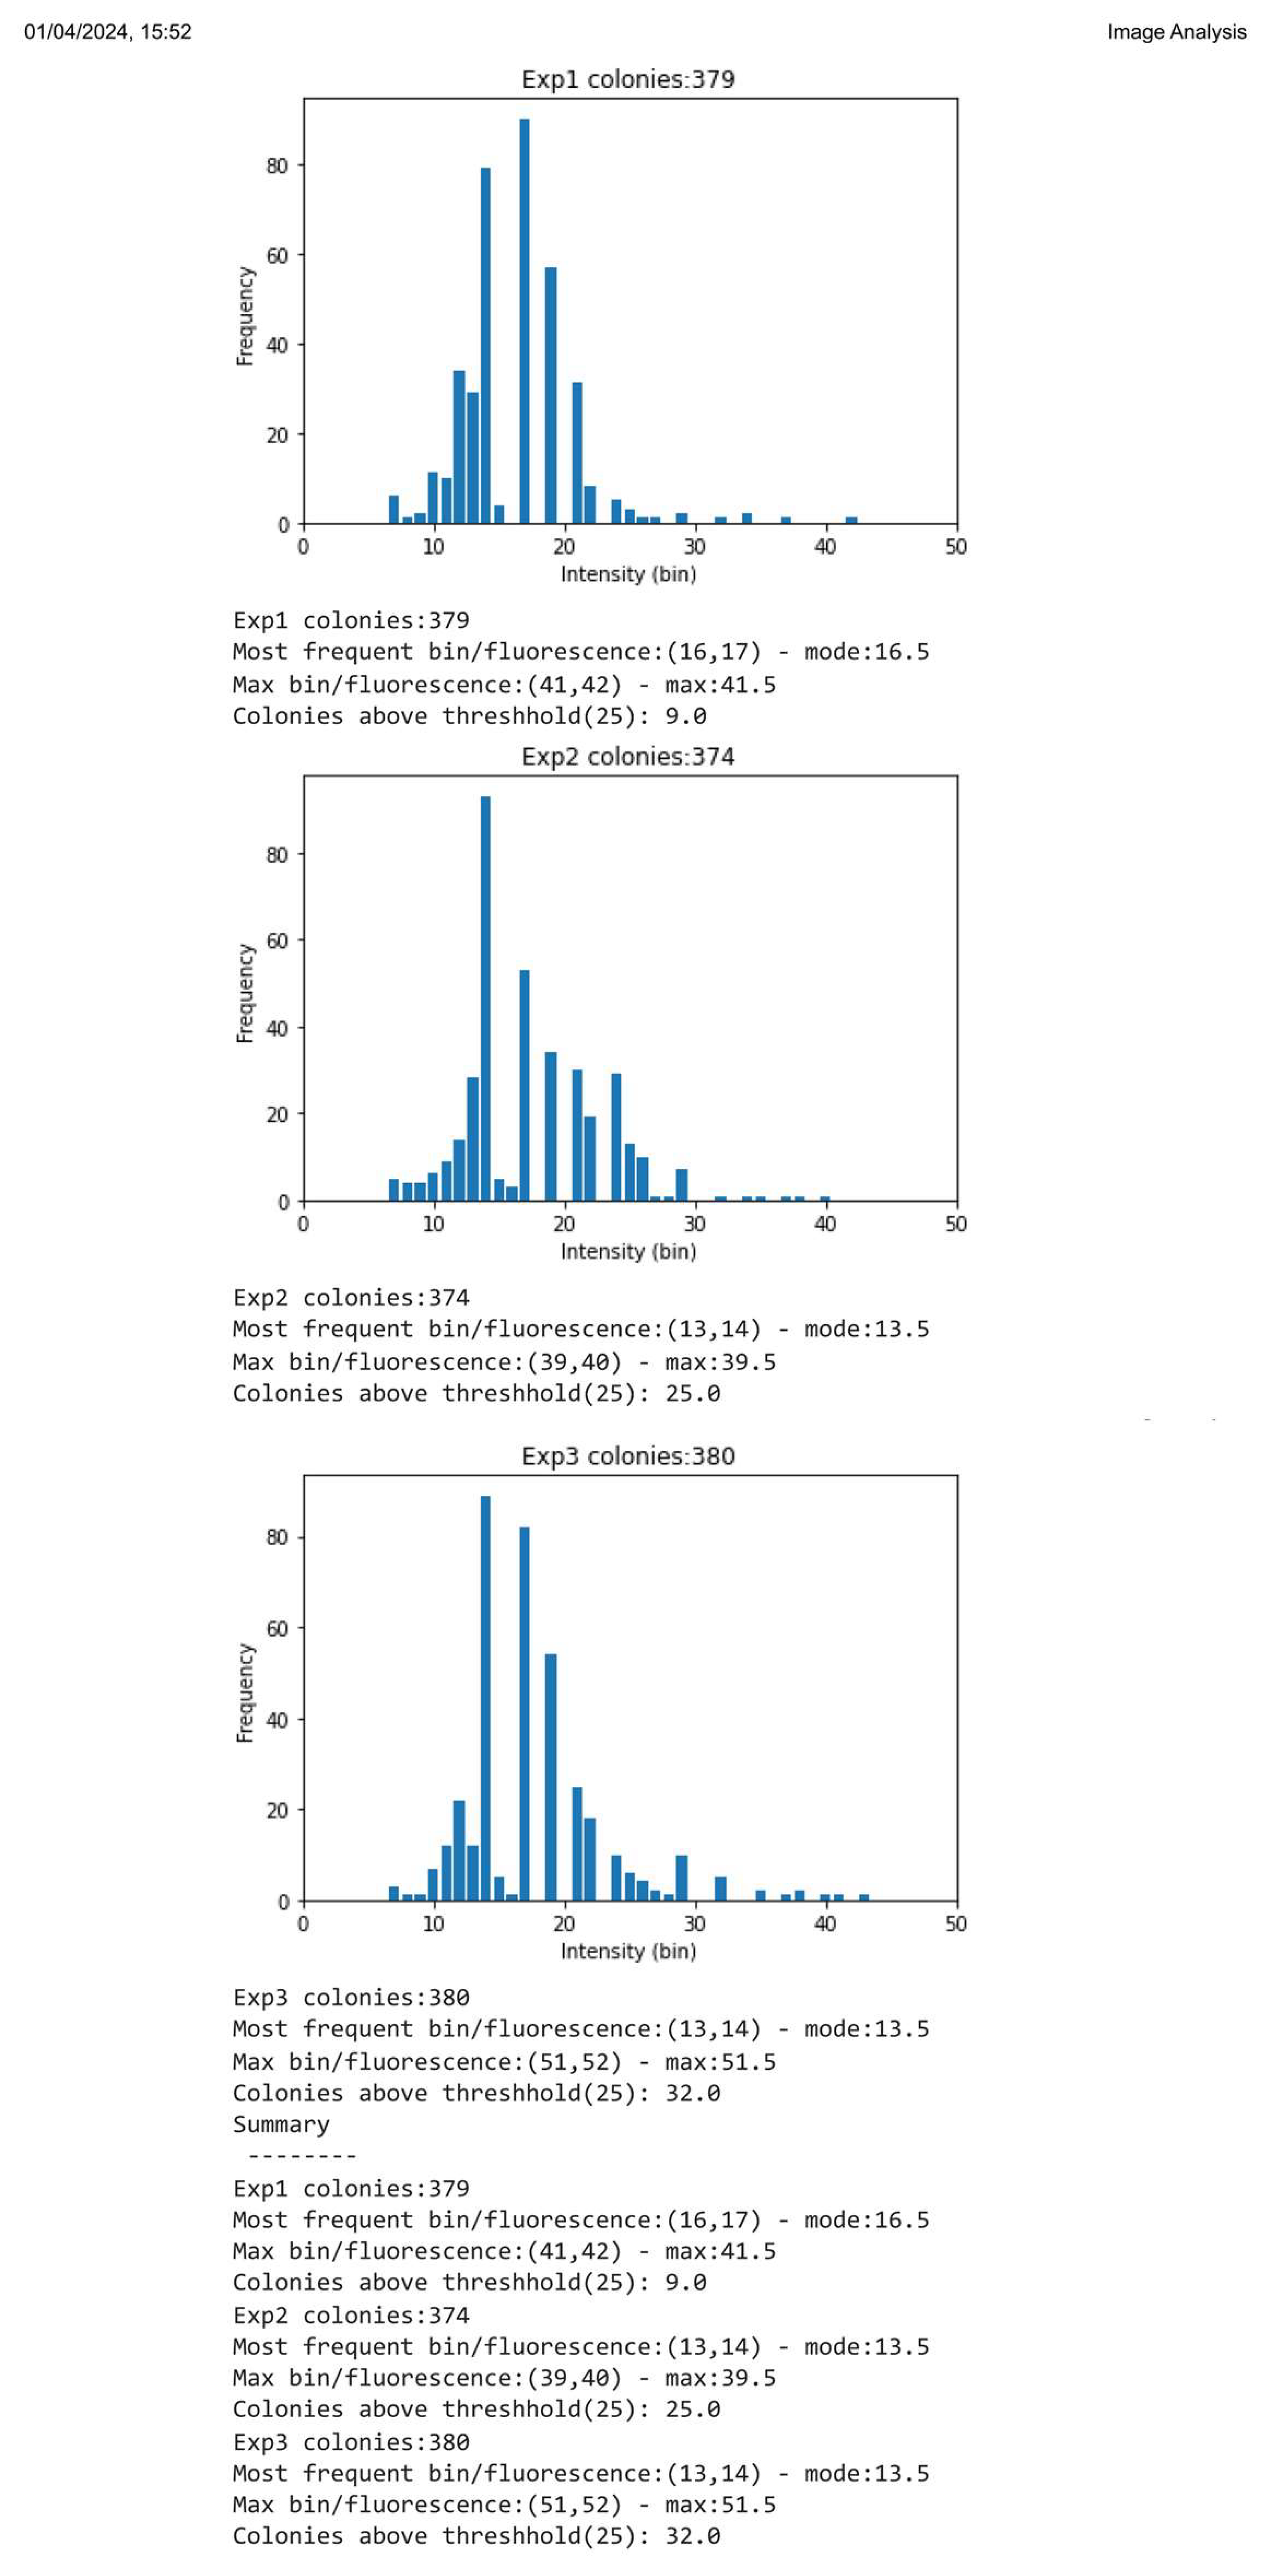 01/04/2024, 15:52
Image Analysis
Exp1 colonies:379
80
60
40
20
0
Frequency
0 10 20 30 40 50
Intensity (bin)
Exp1 colonies:379
Most frequent bin/fluorescence:(16,17) - mode:16.5
Max bin/fluorescence:(41,42) - max:41.5
Colonies above threshhold(25): 9.0
Exp2 colonies:374
80
60
40
20
0
Frequency
0 10 20 30 40 50
Intensity (bin)
Exp2 colonies:374
Most frequent bin/fluorescence:(13,14) - mode:13.5
Max bin/fluorescence:(39,40) - max:39.5
Colonies above threshhold(25): 25.0
Exp3 colonies:380
80
60
40
20
0
Frequency
0 10 20 30 40 50
Intensity (bin)
Exp3 colonies:380
Most frequent bin/fluorescence:(13,14) - mode:13.5
Max bin/fluorescence:(51,52) - max:51.5
Colonies above threshhold(25): 32.0
Summary
--------
Exp1 colonies:379
Most frequent bin/fluorescence:(16,17) - mode:16.5
Max bin/fluorescence:(41,42) - max:41.5
Colonies above threshhold(25): 9.0
Exp2 colonies:374
Most frequent bin/fluorescence:(13,14) - mode:13.5
Max bin/fluorescence:(39,40) - max:39.5
Colonies above threshhold(25): 25.0
Exp3 colonies:380
Most frequent bin/fluorescence:(13,14) - mode:13.5
Max bin/fluorescence:(51,52) - max:51.5
Colonies above threshhold(25): 32.0